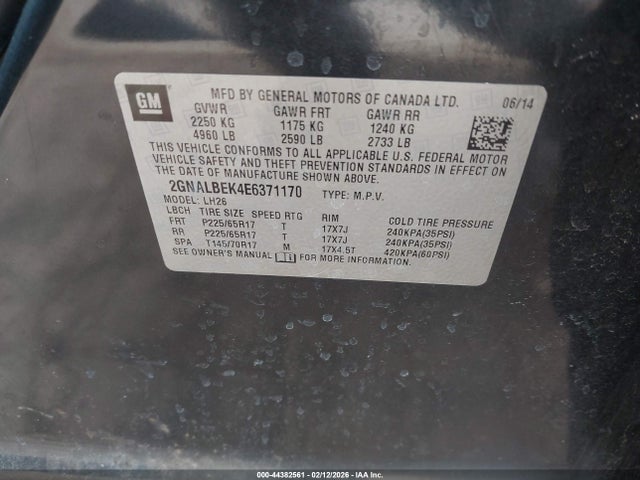 GM
MFD BY GENERAL MOTORS OF CANADA LTD. 06/14
GVWR GAWR FRT GAWR RR
2250 KG 1175 KG 1240 KG
4960 LB 2590 LB 2733 LB
THIS VEHICLE CONFORMS TO ALL APPLICABLE U.S. FEDERAL MOTOR
VEHICLE SAFETY AND THEFT PREVENTION STANDARDS IN EFFECT ON
THE DATE OF MANUFACTURE SHOWN ABOVE.
2GNALBEK4E6371170 TYPE: M.P.V.
MODEL: LH26
LBCH TIRE SIZE SPEED RTG RIM COLD TIRE PRESSURE
FRT P225/65R17 T 17X7J 240KPA(35PSI)
RR P225/65R17 T 17X7J 240KPA(35PSI)
SPA T145/70R17 M 17X4.5T 420KPA(60PSI)
SEE OWNER'S MANUAL i FOR MORE INFORMATION
000-44382561 - 02/12/2026 - IAA Inc.